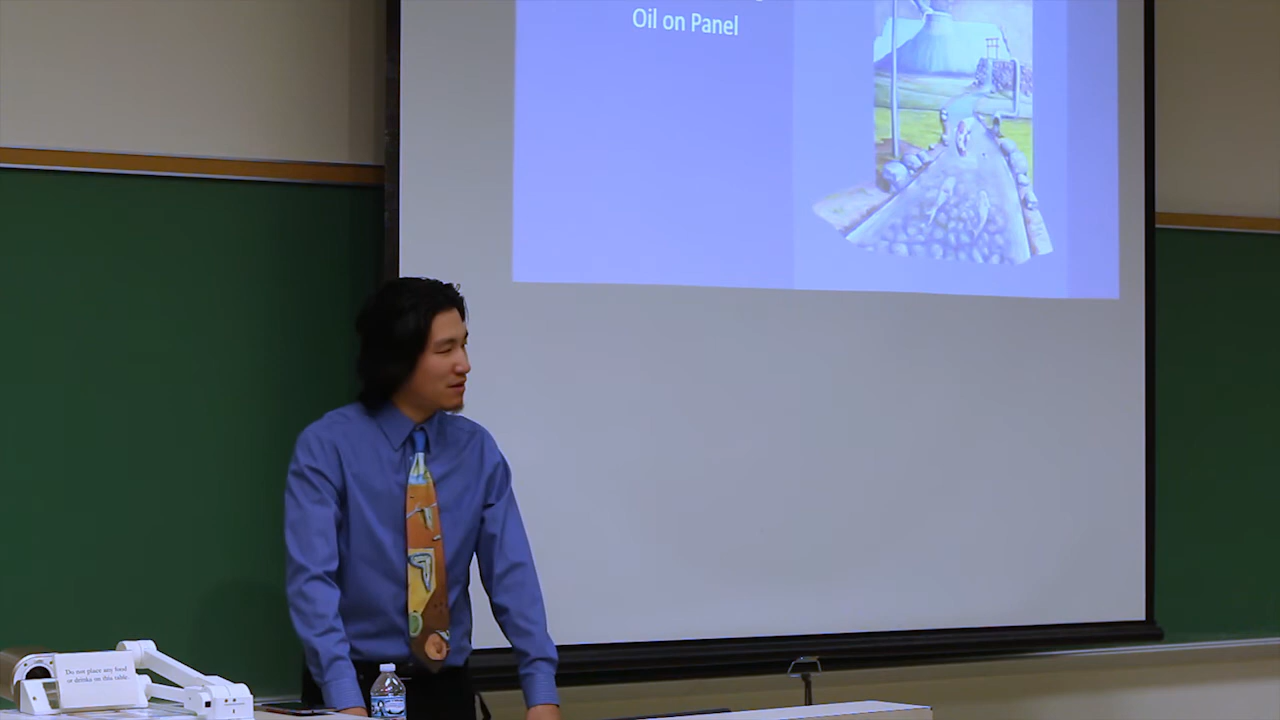 Oil on Panel
Do not place any food
or drinks on this table.